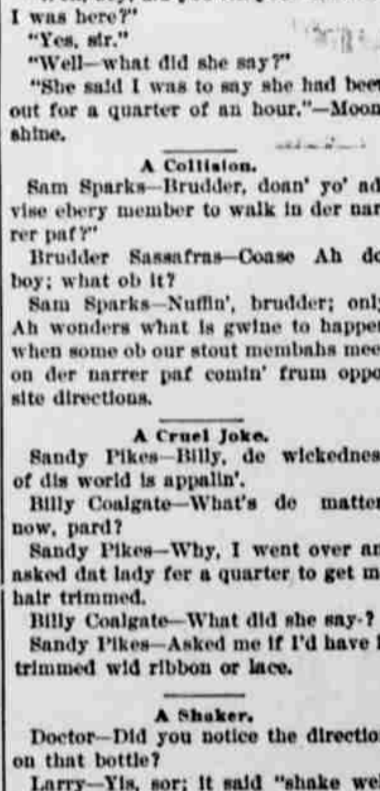 I was here?"
"Yes, sir."
"Well—what did she say?"
"She said I was to say she had been
out for a quarter of an hour."—Moon
shine.
A Collision.
Sam Sparks—Brudder, doan' yo' ad
vise ebery member to walk in der nar
rer paf?"
Brudder Sassafras—Coase Ah do
boy; what ob it?
Sam Sparks—Nuffin', brudder; only
Ah wonders what is gwine to happen
when some ob our stout membahs mee
on der narrer paf comin' frum oppo
site directions.
A Cruel Joke.
Sandy Pikes—Billy, de wickednes
of dis world is appalin'.
Billy Coalgate—What's de matter
now, pard?
Sandy Pikes—Why, I went over an
asked dat lady fer a quarter to get m
hair trimmed.
Billy Coalgate—What did she say-?
Sandy Pikes—Asked me if I'd have i
trimmed wid ribbon or lace.
A Shaker.
Doctor—Did you notice the directio
on that bottle?
Larry—Yis, sor; it said "shake we